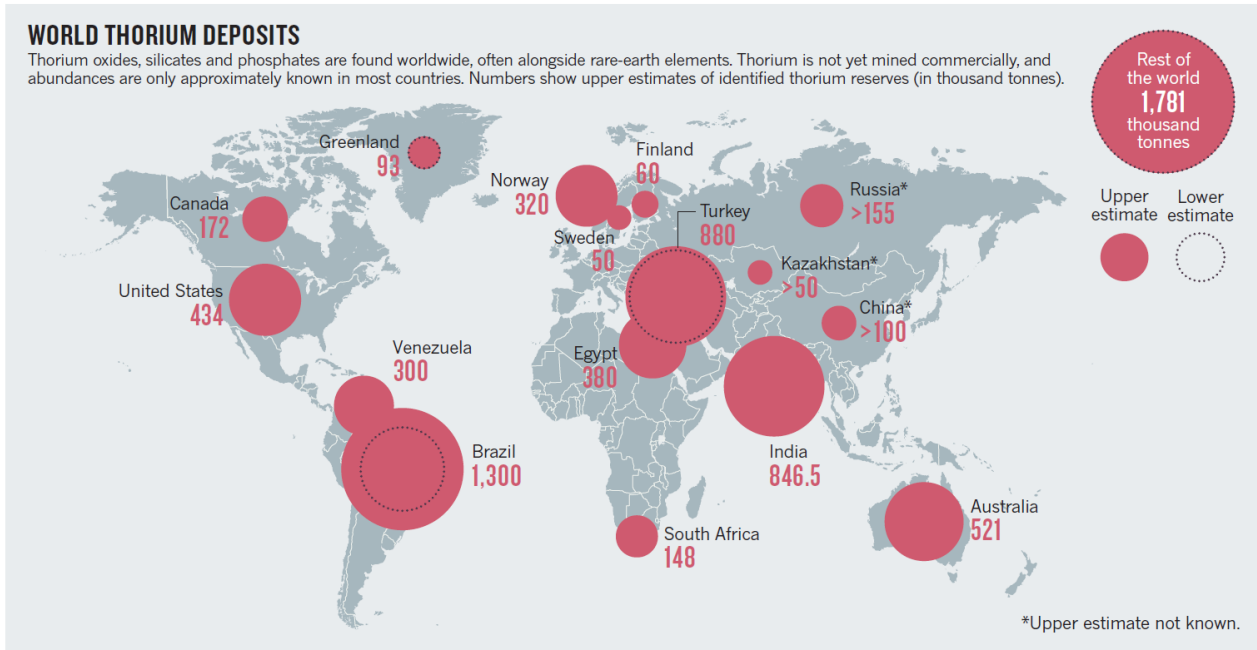 WORLD THORIUM DEPOSITS
Thorium oxides, silicates and phosphates are found worldwide, often alongside rare-earth elements. Thorium is not yet mined commercially, and
abundances are only approximately known in most countries. Numbers show upper estimates of identified thorium reserves (in thousand tonnes).
Rest of
the world
1,781
thousand
tonnes
Upper
estimate
Lower
estimate
Greenland
93
Canada
172
United States
434
Venezuela
300
Brazil
1,300
Norway
320
Finland
60
Sweden
50
Turkey
880
Russia*
>155
Kazakhstan*
>50
China*
>100
Egypt
380
India
846.5
South Africa
148
Australia
521
*Upper estimate not known.